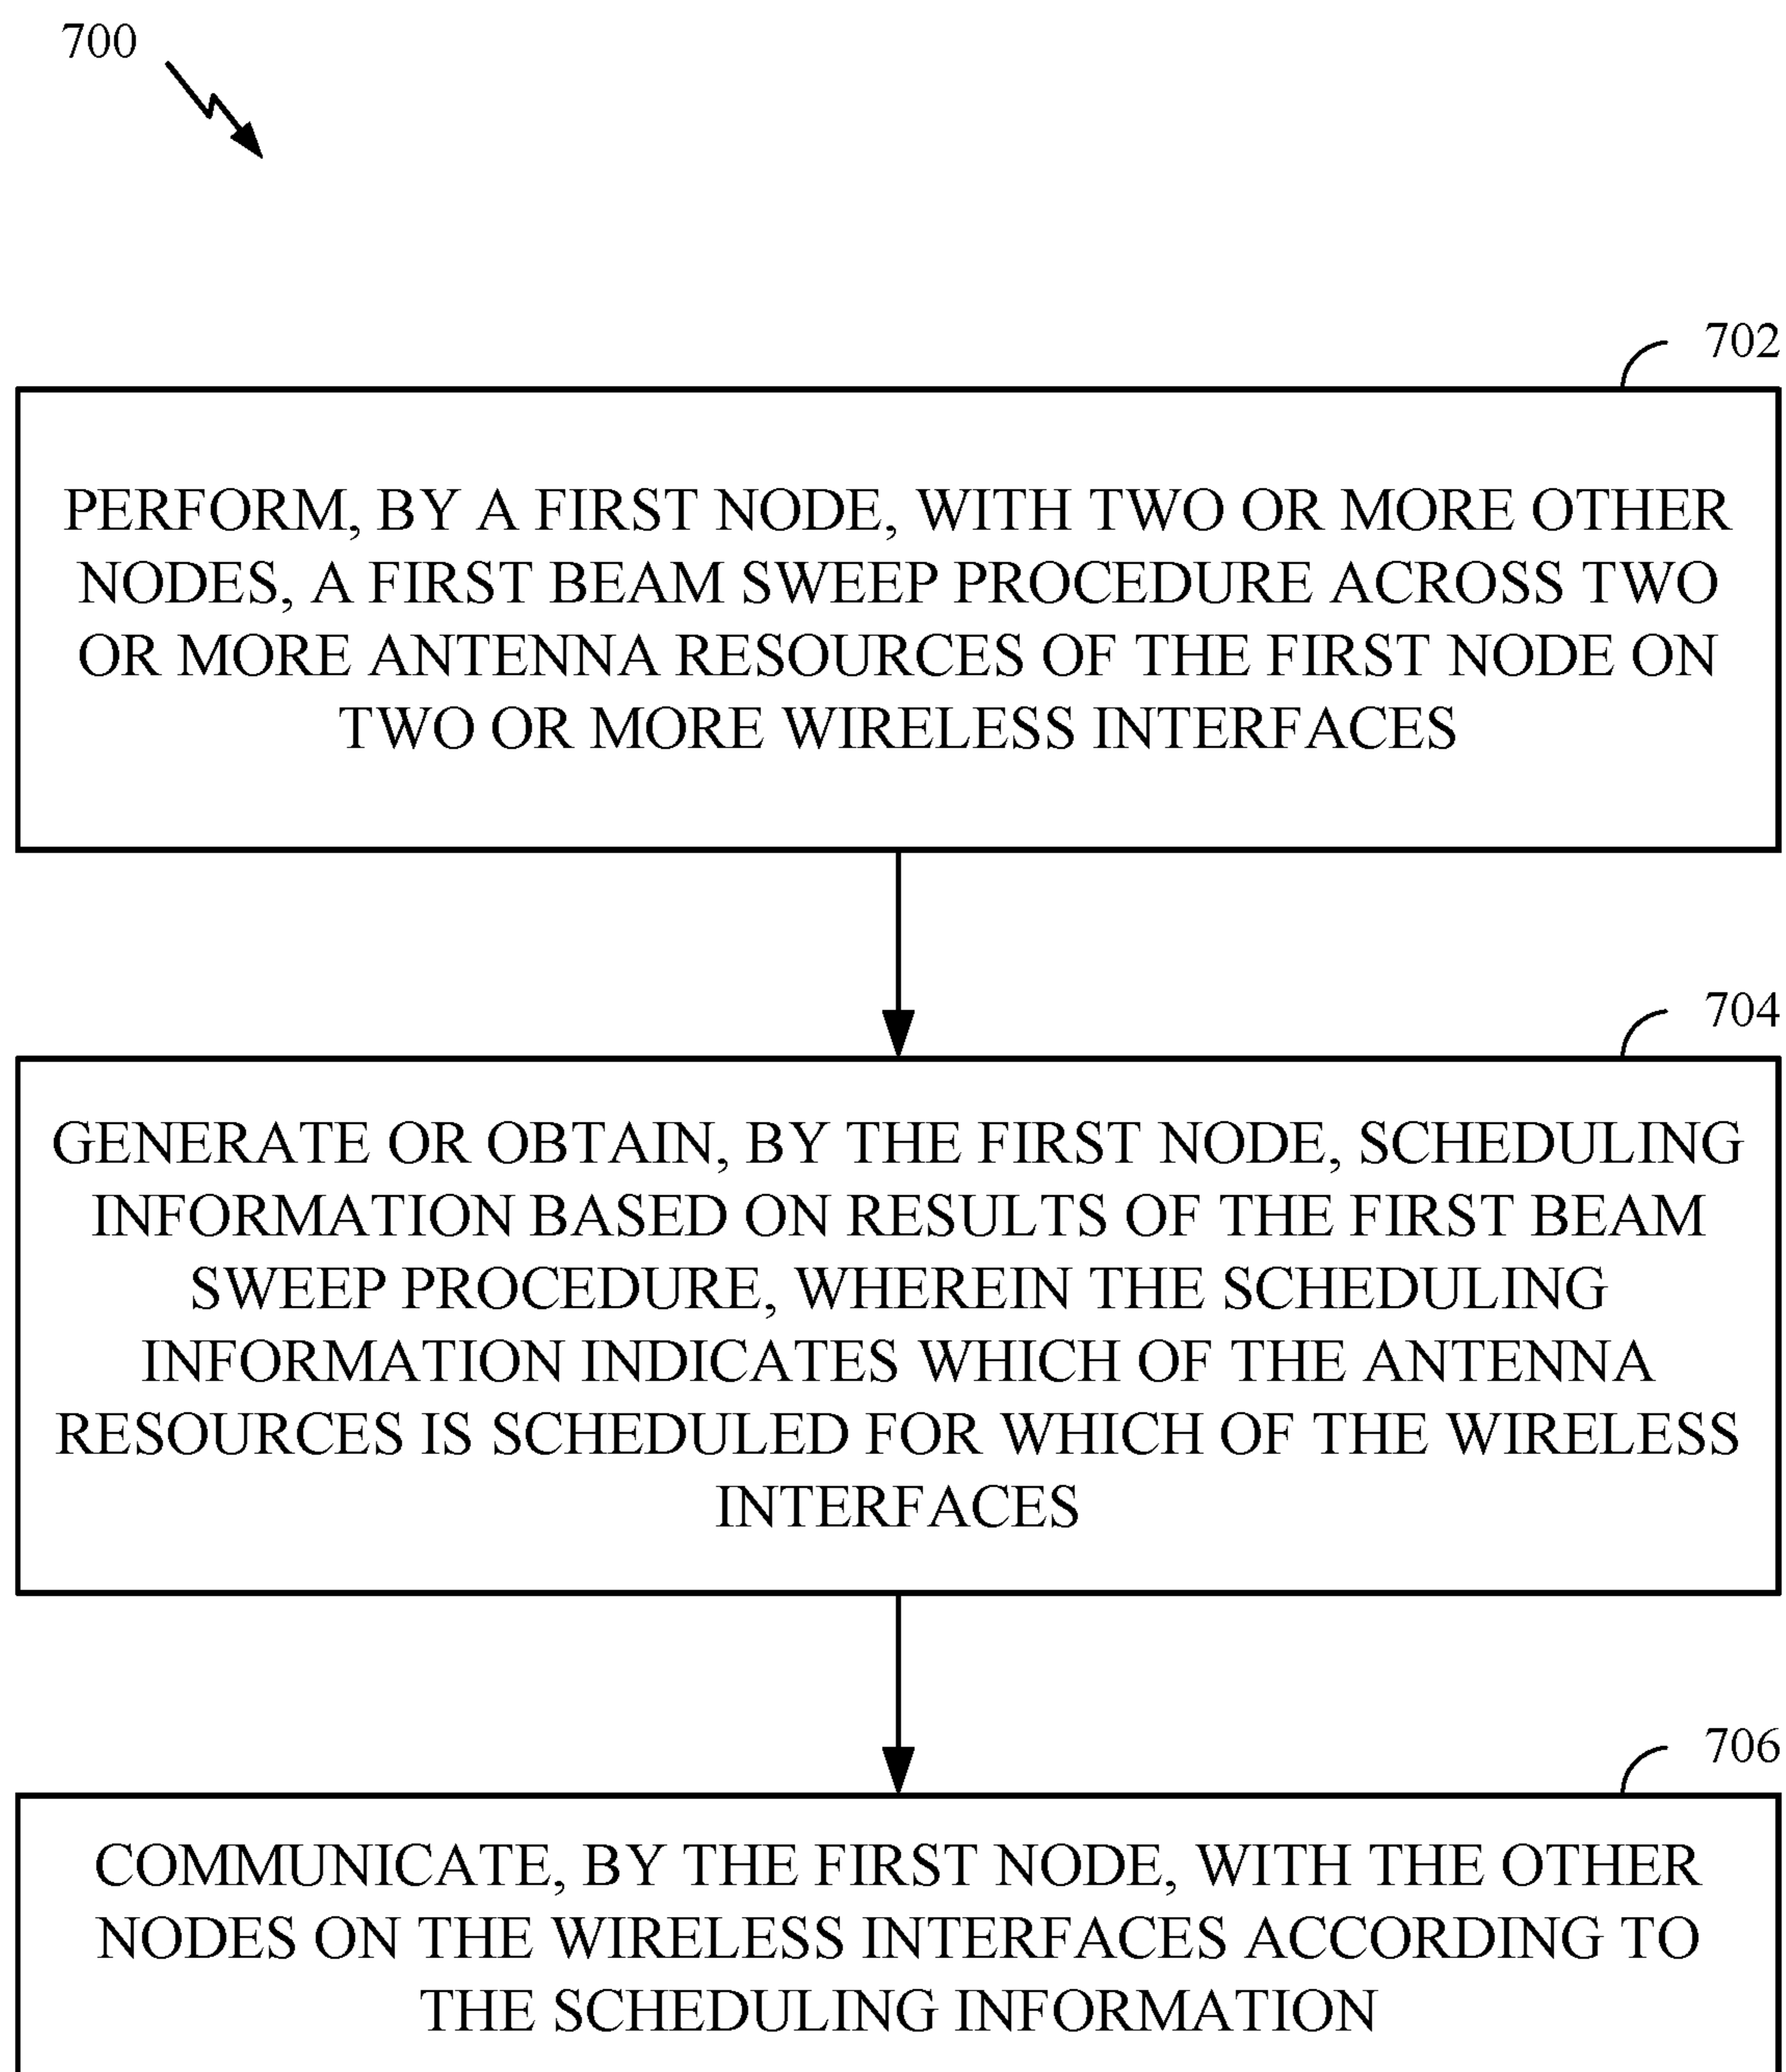 700
702
PERFORM, BY A FIRST NODE, WITH TWO OR MORE OTHER
NODES, A FIRST BEAM SWEEP PROCEDURE ACROSS TWO
OR MORE ANTENNA RESOURCES OF THE FIRST NODE ON
TWO OR MORE WIRELESS INTERFACES
704
GENERATE OR OBTAIN, BY THE FIRST NODE, SCHEDULING
INFORMATION BASED ON RESULTS OF THE FIRST BEAM
SWEEP PROCEDURE, WHEREIN THE SCHEDULING
INFORMATION INDICATES WHICH OF THE ANTENNA
RESOURCES IS SCHEDULED FOR WHICH OF THE WIRELESS
INTERFACES
706
COMMUNICATE, BY THE FIRST NODE, WITH THE OTHER
NODES ON THE WIRELESS INTERFACES ACCORDING TO
THE SCHEDULING INFORMATION